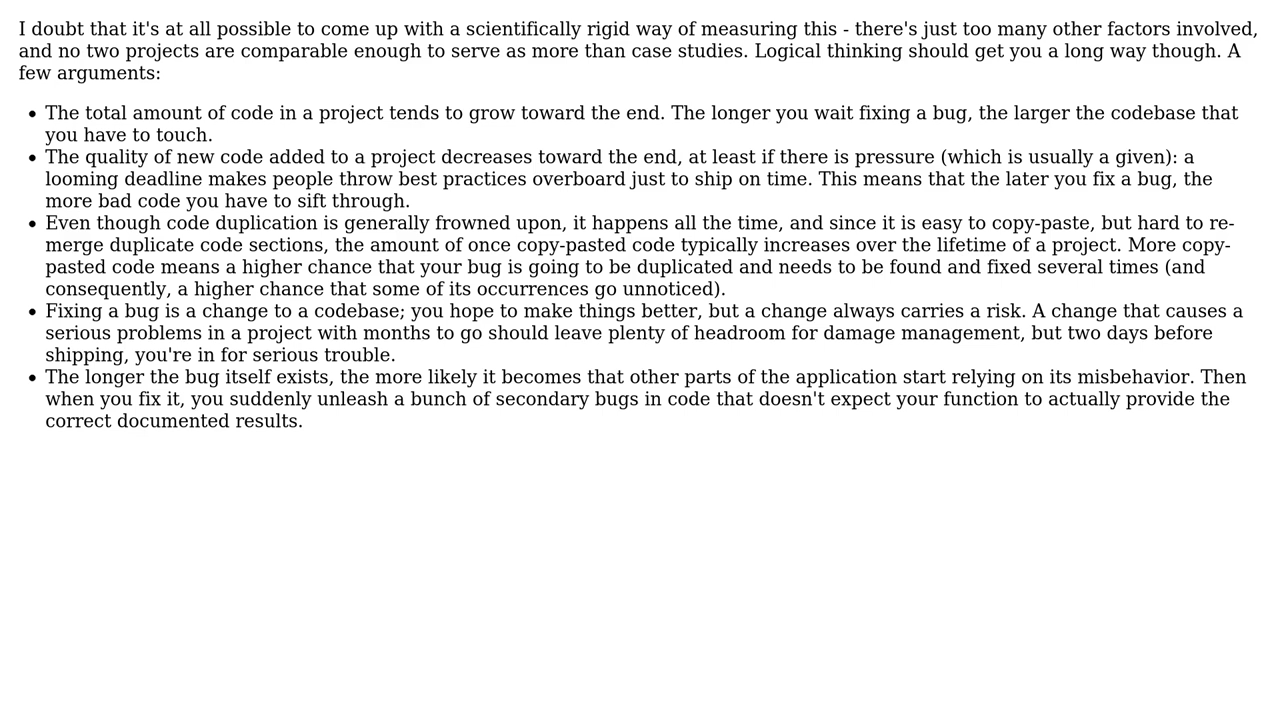 I doubt that it's at all possible to come up with a scientifically rigid way of measuring this - there's just too many other factors involved,
and no two projects are comparable enough to serve as more than case studies. Logical thinking should get you a long way though. A
few arguments:
• The total amount of code in a project tends to grow toward the end. The longer you wait fixing a bug, the larger the codebase that
you have to touch.
• The quality of new code added to a project decreases toward the end, at least if there is pressure (which is usually a given): a
looming deadline makes people throw best practices overboard just to ship on time. This means that the later you fix a bug, the
more bad code you have to sift through.
• Even though code duplication is generally frowned upon, it happens all the time, and since it is easy to copy-paste, but hard to re-
merge duplicate code sections, the amount of once copy-pasted code typically increases over the lifetime of a project. More copy-
pasted code means a higher chance that your bug is going to be duplicated and needs to be found and fixed several times (and
consequently, a higher chance that some of its occurrences go unnoticed).
• Fixing a bug is a change to a codebase; you hope to make things better, but a change always carries a risk. A change that causes a
serious problems in a project with months to go should leave plenty of headroom for damage management, but two days before
shipping, you're in for serious trouble.
• The longer the bug itself exists, the more likely it becomes that other parts of the application start relying on its misbehavior. Then
when you fix it, you suddenly unleash a bunch of secondary bugs in code that doesn't expect your function to actually provide the
correct documented results.